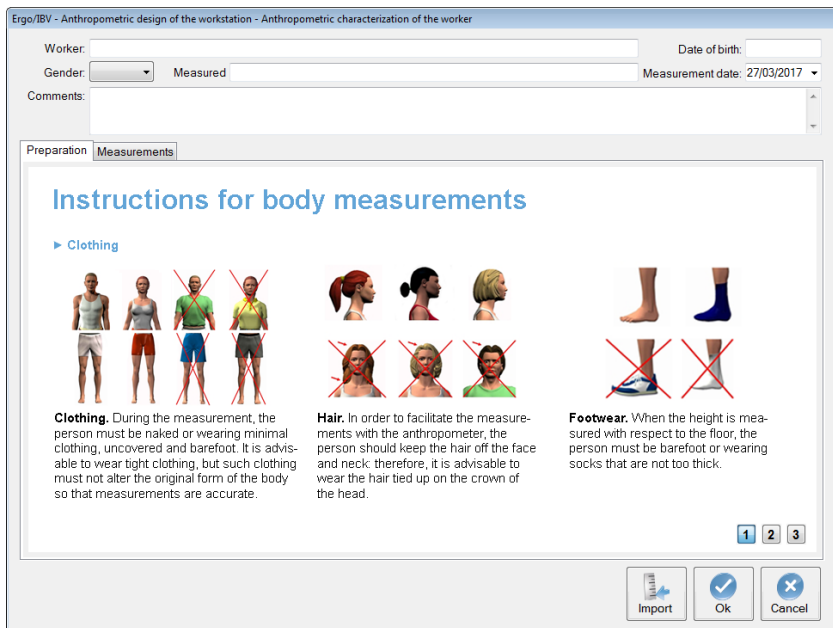 Ergo/IBV - Anthropometric design of the workstation - Anthropometric characterization of the worker
Worker:
Date of birth:
Gender:
Measured
Measurement date: 27/03/2017
Comments:
Preparation
Measurements
Instructions for body measurements
Clothing
Clothing. During the measurement, the
person must be naked or wearing minimal
clothing, uncovered and barefoot. It is advis-
able to wear tight clothing, but such clothing
must not alter the original form of the body
so that measurements are accurate.
Hair. In order to facilitate the measure-
ments with the anthropometer, the
person should keep the hair off the face
and neck: therefore, it is advisable to
wear the hair tied up on the crown of
the head.
Footwear. When the height is mea-
sured with respect to the floor, the
person must be barefoot or wearing
socks that are not too thick.
1 2 3
Import
Ok
Cancel